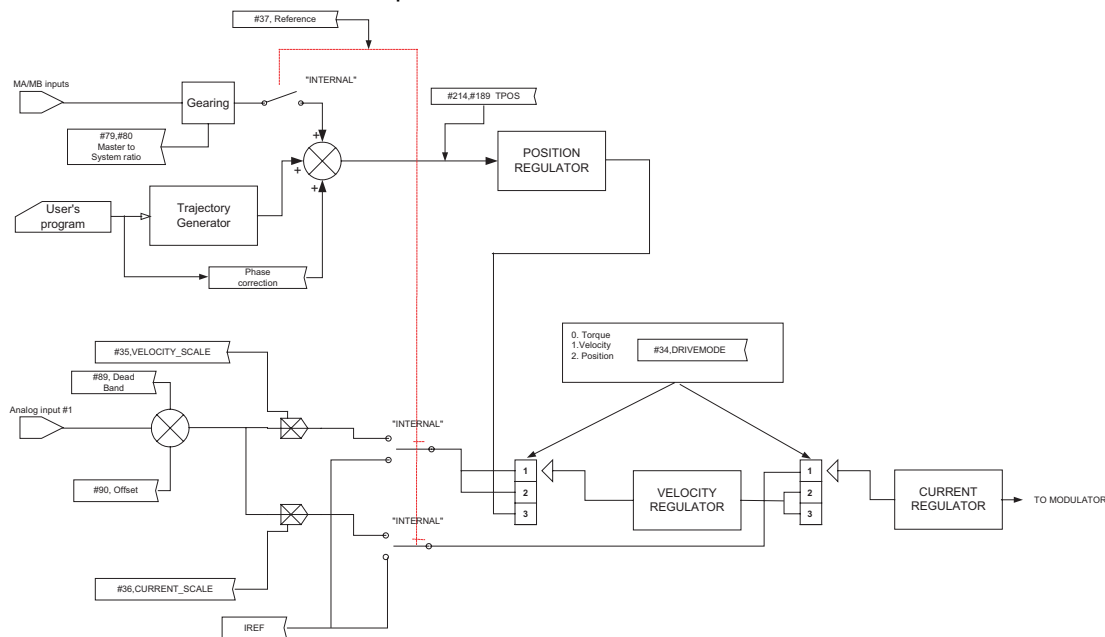 #37, Reference
MA/MB inputs
"INTERNAL"
Gearing
#214,#189 TPOS
#79,#80
Master to
System ratio
+
+
+
POSITION
REGULATOR
User's
program
Trajectory
Generator
Phase
correction
0. Torque
1.Velocity
2. Position
#34,DRIVEMODE
#35,VELOCITY_SCALE
#89, Dead
Band
Analog input #1
"INTERNAL"
#90, Offset
1
2
3
VELOCITY
REGULATOR
1
2
3
CURRENT
REGULATOR
TO MODULATOR
"INTERNAL"
#36,CURRENT_SCALE
IREF